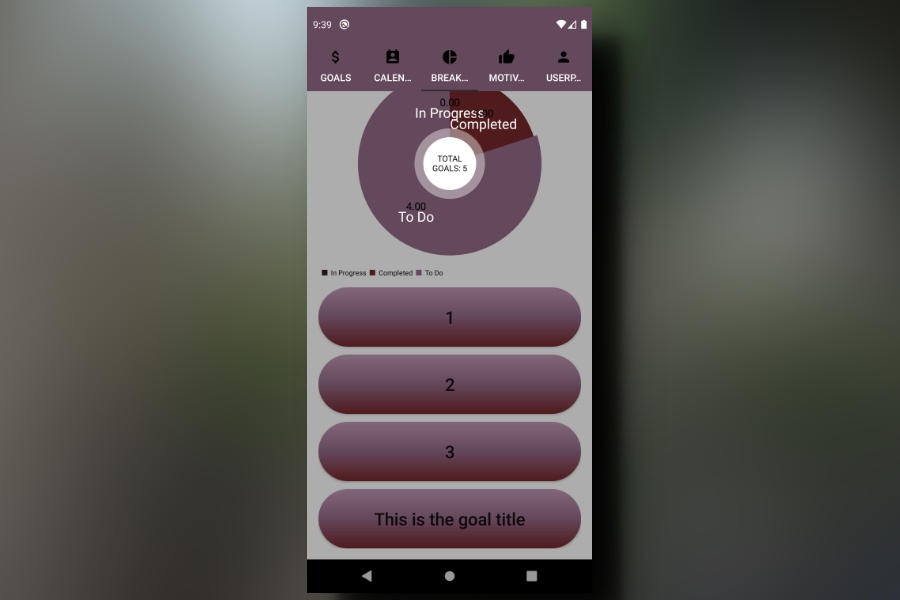 9:39
GOALS CALEN... BREAK... MOTIV... USERP...
0.00
In Progress
Completed
TOTAL
GOALS: 5
4.00
To Do
In Progress Completed To Do
1
2
3
This is the goal title